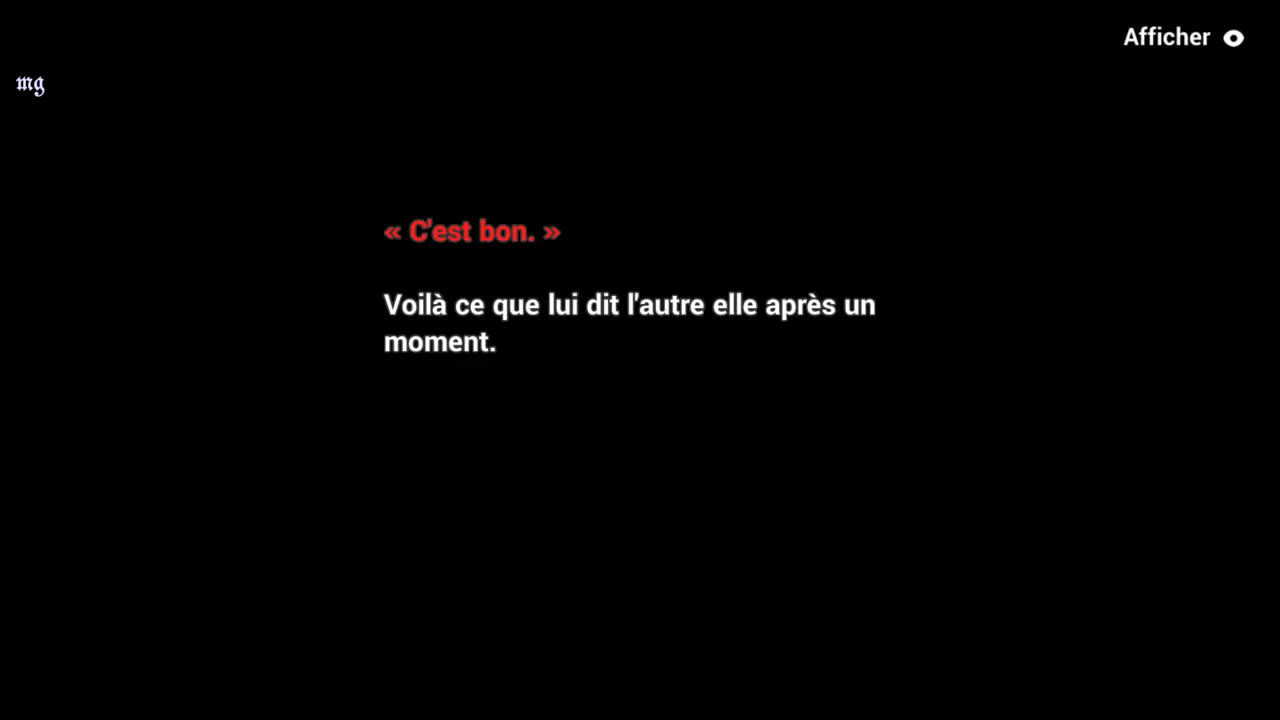 Afficher
mg
« C'est bon. »
Voilà ce que lui dit l'autre elle après un
moment.